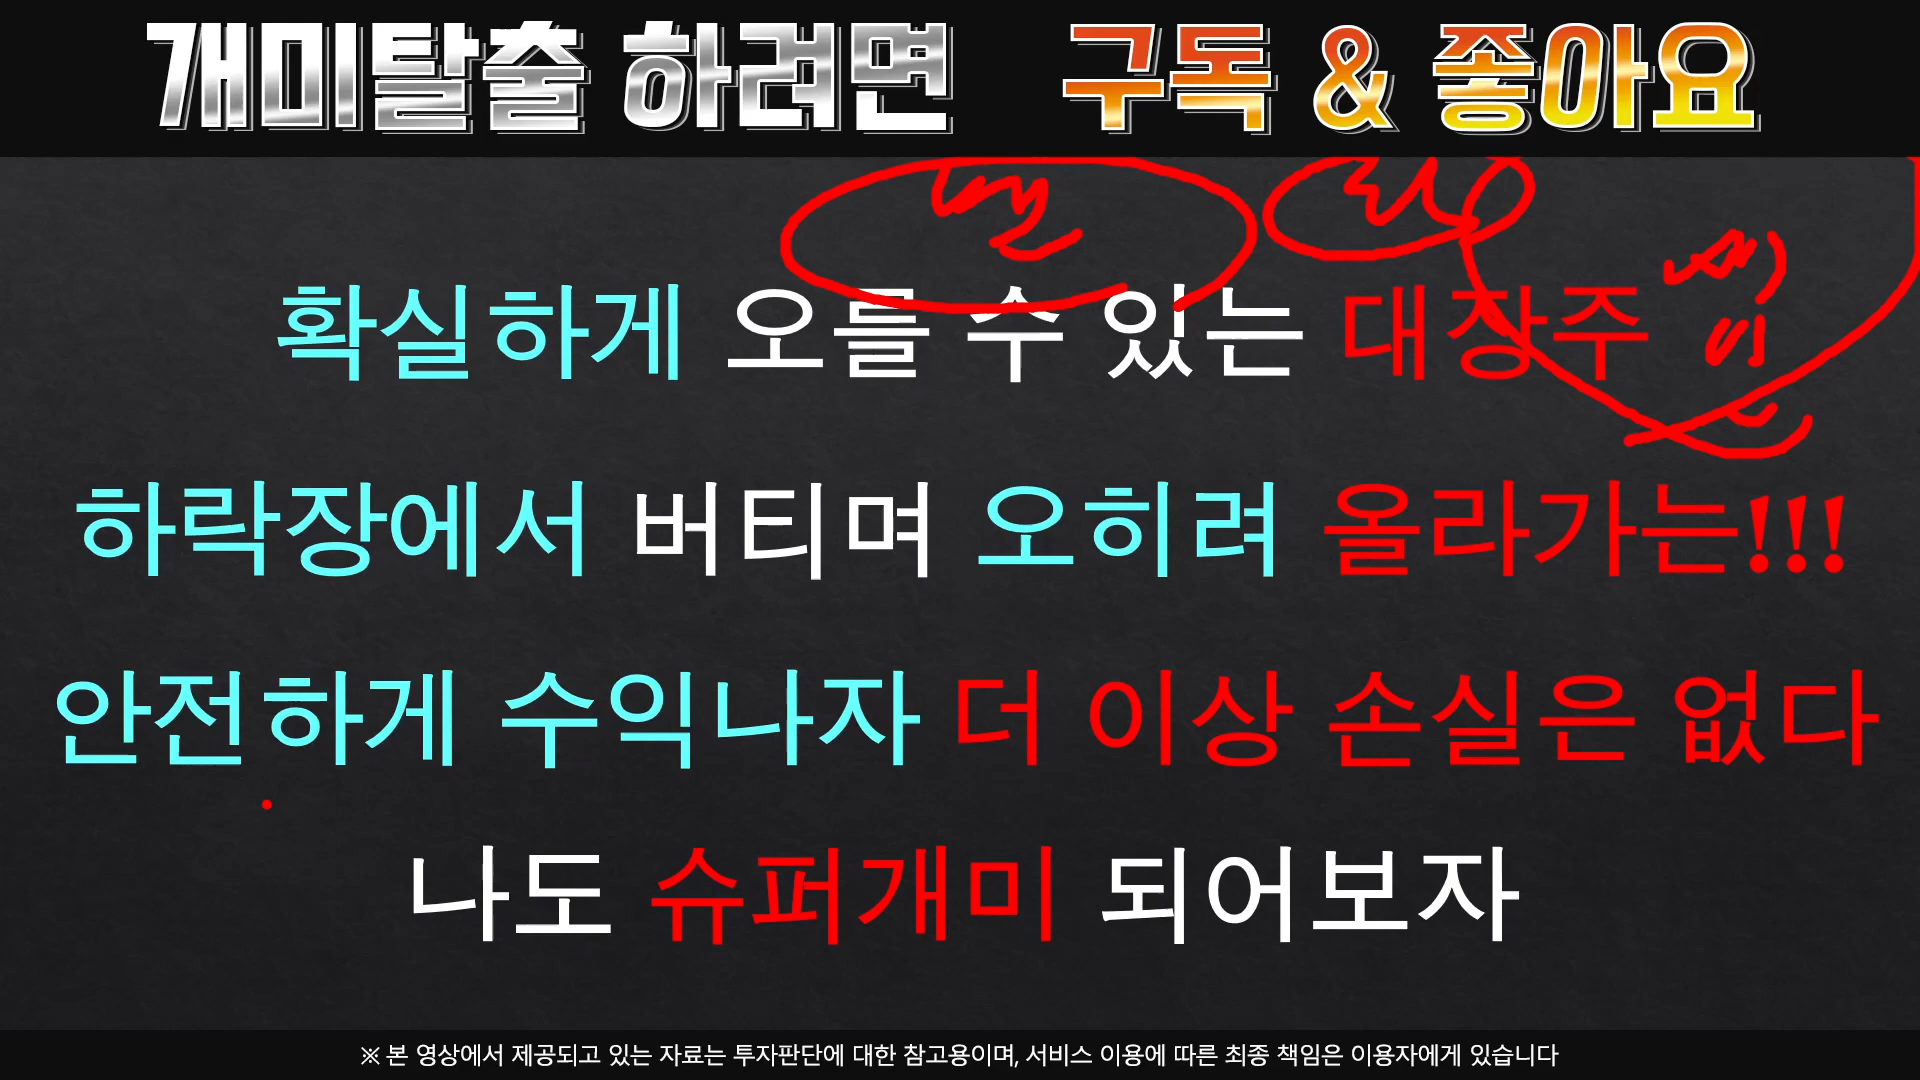 개미탈출 하려면 구독 & 좋아요
확실하게 오를 수 있는 대장주
하락장에서 버티며 오히려 올라가는!!!
안전하게 수익나자 더 이상 손실은 없다
나도 슈퍼개미 되어보자
※ 본 영상에서 제공되고 있는 자료는 투자판단에 대한 참고용이며, 서비스 이용에 따른 최종 책임은 이용자에게 있습니다